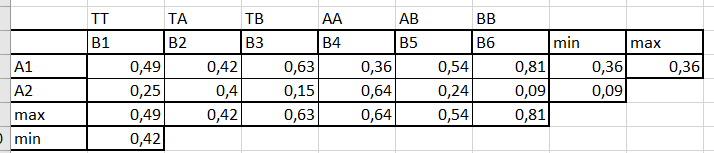 TT TA TB AA AB BB
B1 B2 B3 B4 B5 B6 min max
A1 0,49 0,42 0,63 0,36 0,54 0,81 0,36 0,36
A2 0,25 0,4 0,15 0,64 0,24 0,09 0,09
max 0,49 0,42 0,63 0,64 0,54 0,81
min 0,42